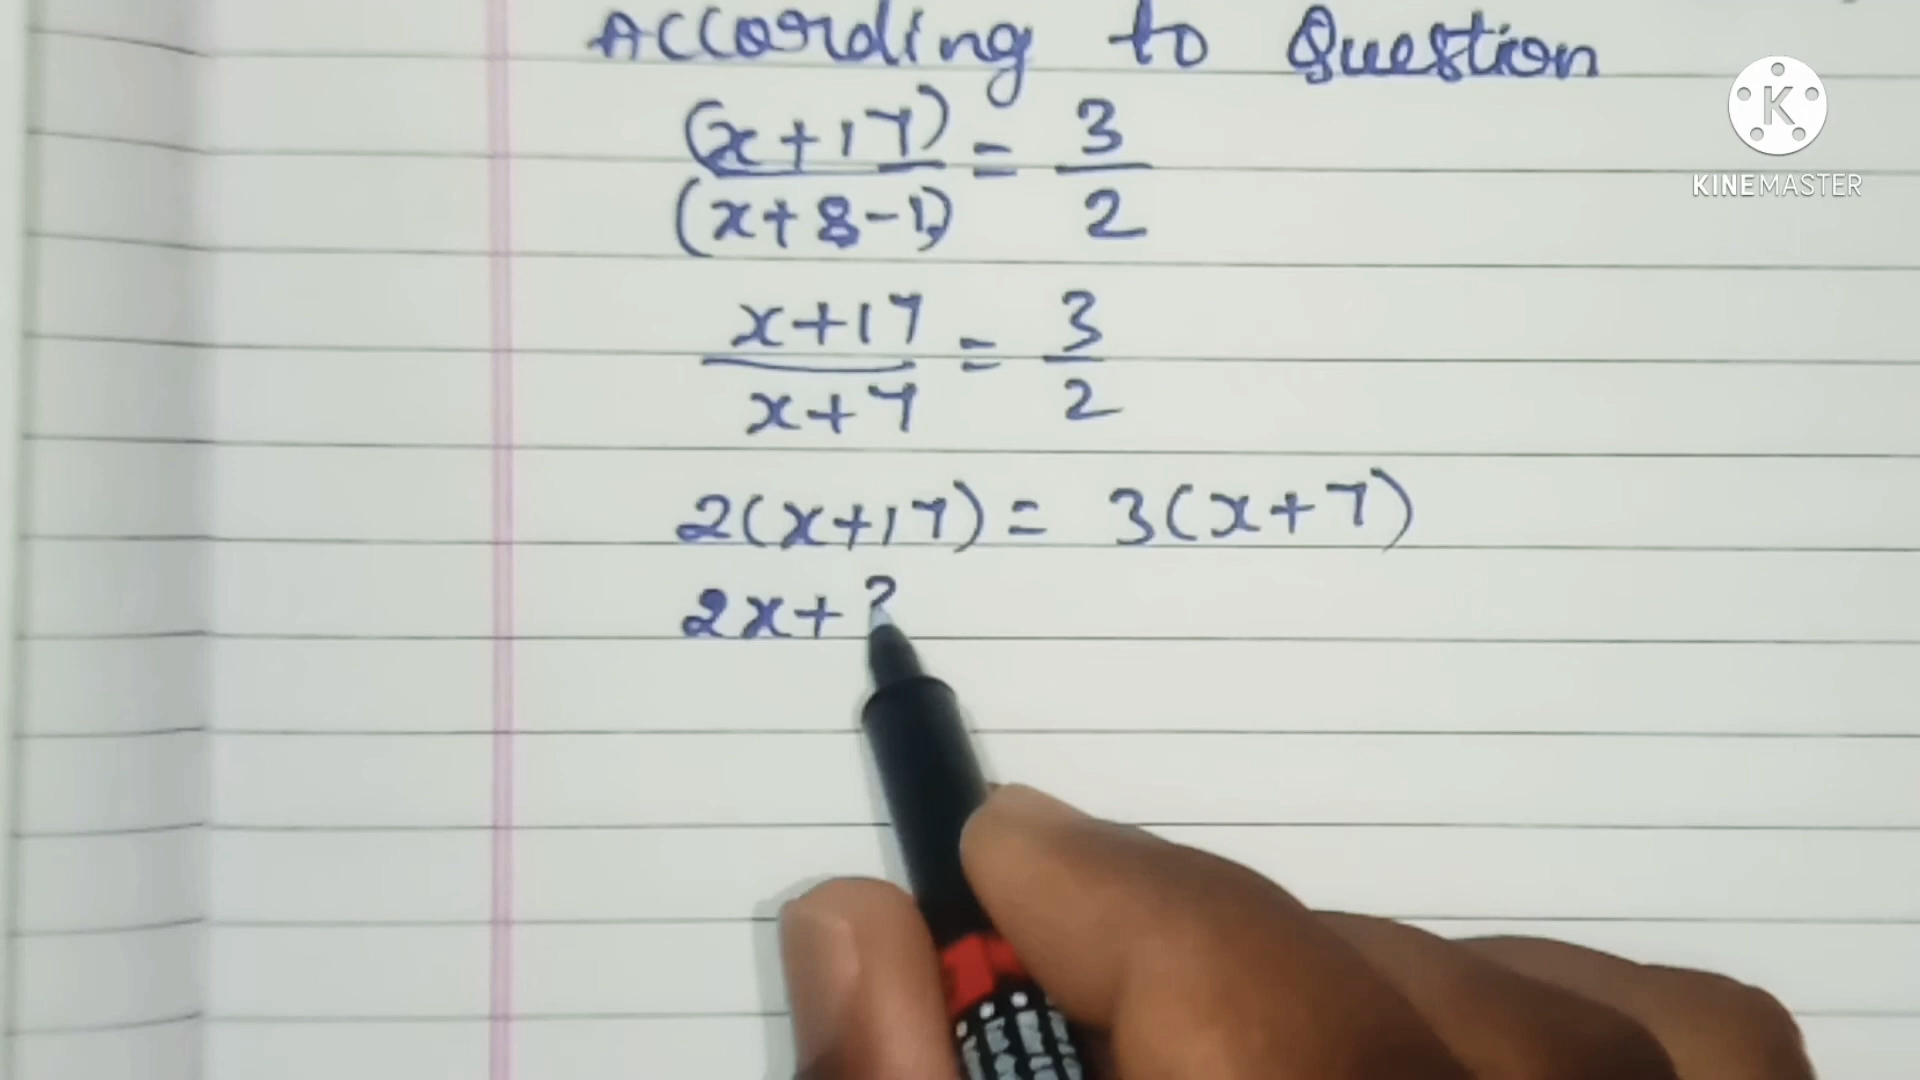 According to Question
(x+17) / (x+8-1) = 3/2
x+17 / x+7 = 3/2
2(x+17) = 3(x+7)
2x+
K
KINEMASTER